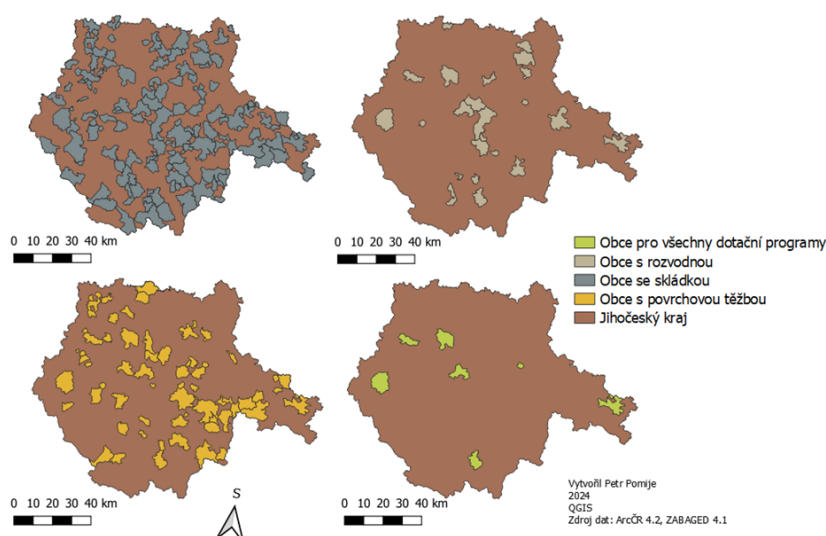 0 10 20 30 40 km
0 10 20 30 40 km
Obce pro všechny dotační programy
Obce s rozvodnou
Obce se skládkou
Obce s povrchovou těžbou
Jihočeský kraj
0 10 20 30 40 km
0 10 20 30 40 km
S
Vytvořil Petr Pomije
2024
QGIS
Zdroj dat: ArcČR 4.2, ZABAGED 4.1